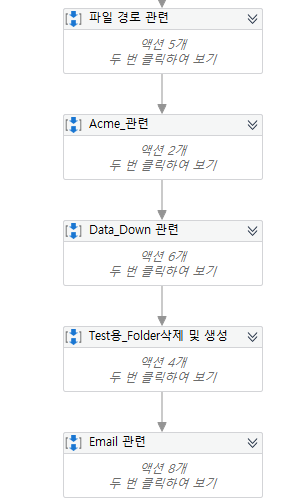 파일 경로 관련
액션 5개
두 번 클릭하여 보기
Acme_관련
액션 2개
두 번 클릭하여 보기
Data_Down 관련
액션 6개
두 번 클릭하여 보기
Test용_Folder삭제 및 생성
액션 4개
두 번 클릭하여 보기
Email 관련
액션 8개
두 번 클릭하여 보기